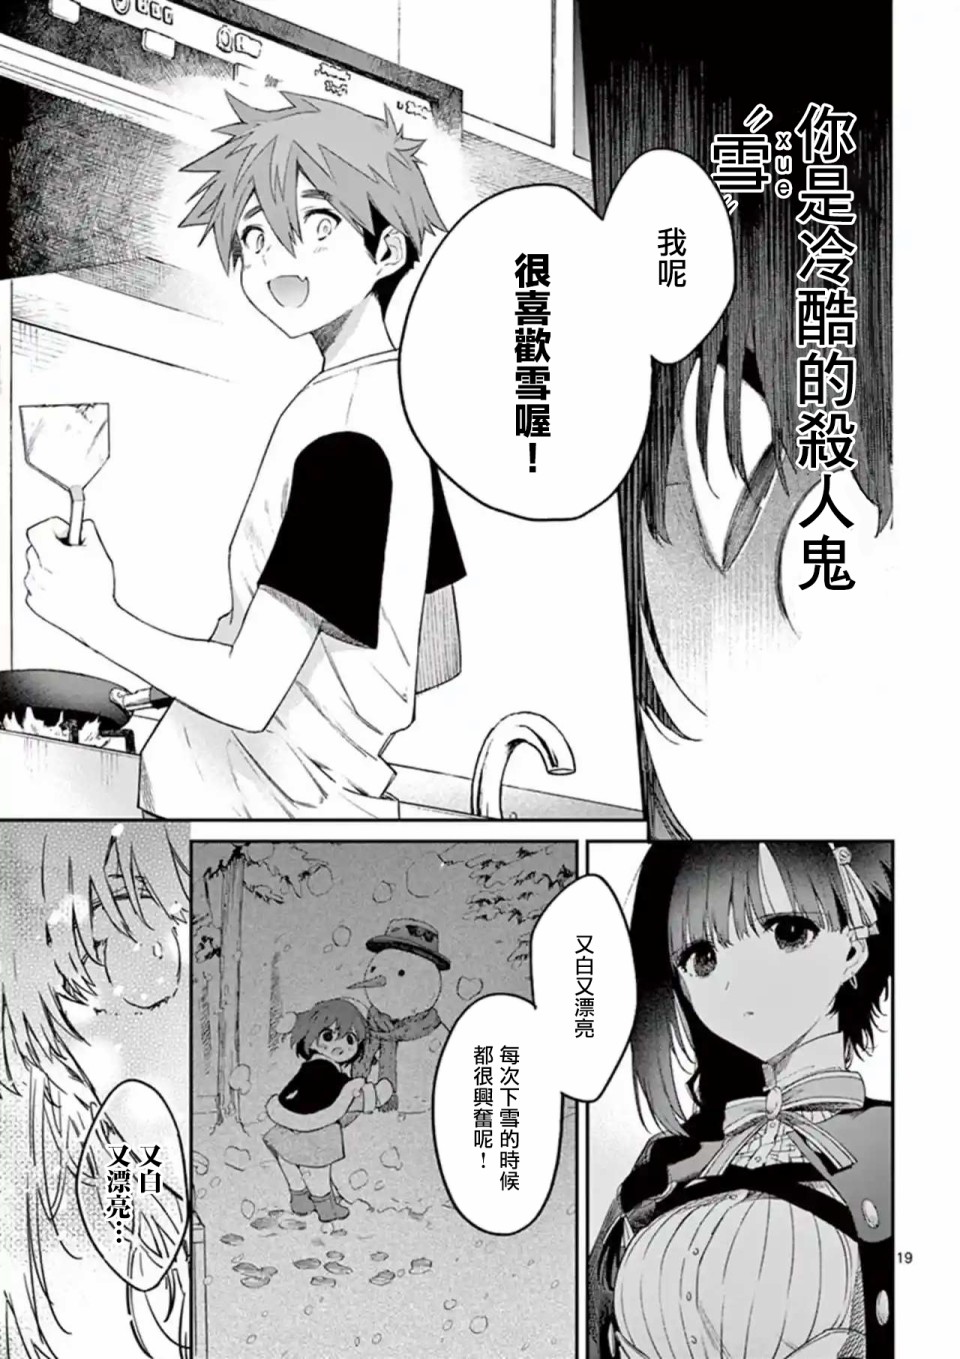 你是冷酷的殺人鬼
xue
雪
我呢
很喜歡雪喔！
又白又漂亮
每次下雪的時候
都很興奮呢！
又白
又漂亮…
19